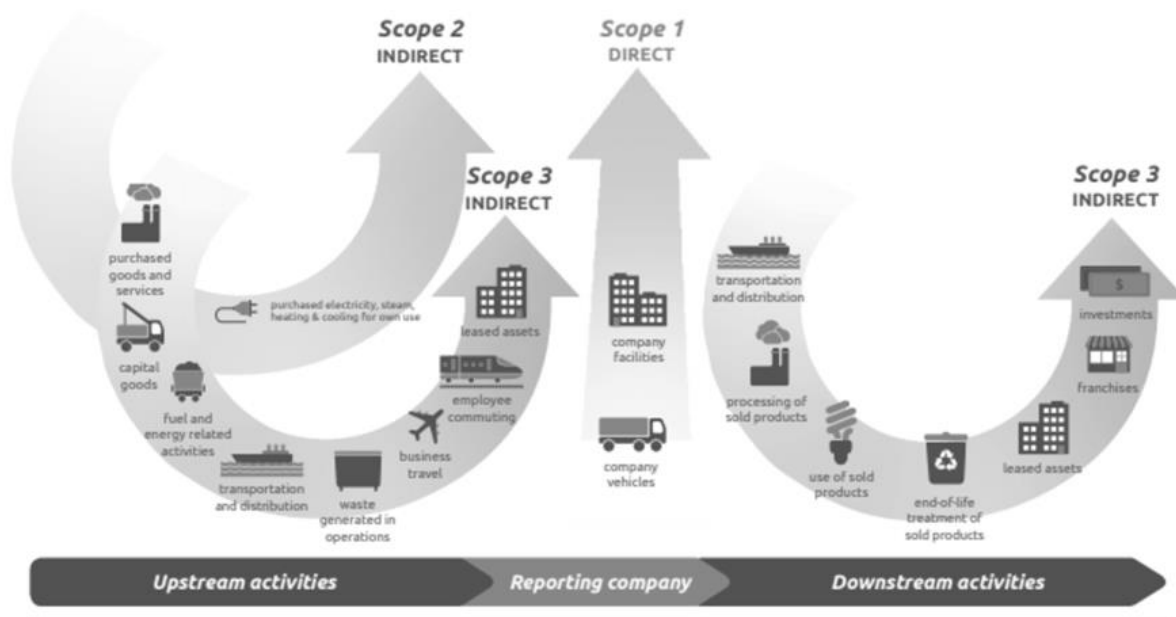 Scope 2
INDIRECT
Scope 1
DIRECT
Scope 3
INDIRECT
Scope 3
INDIRECT
purchased
goods and
services
purchased electricity, steam,
heating & cooling for own use
capital
goods
fuel and
energy related
activities
transportation
and distribution
waste
generated in
operations
business
travel
employee
commuting
leased assets
company
facilities
company
vehicles
transportation
and distribution
processing of
sold products
use of sold
products
end-of-life
treatment of
sold products
leased assets
franchises
$
investments
Upstream activities
Reporting company
Downstream activities